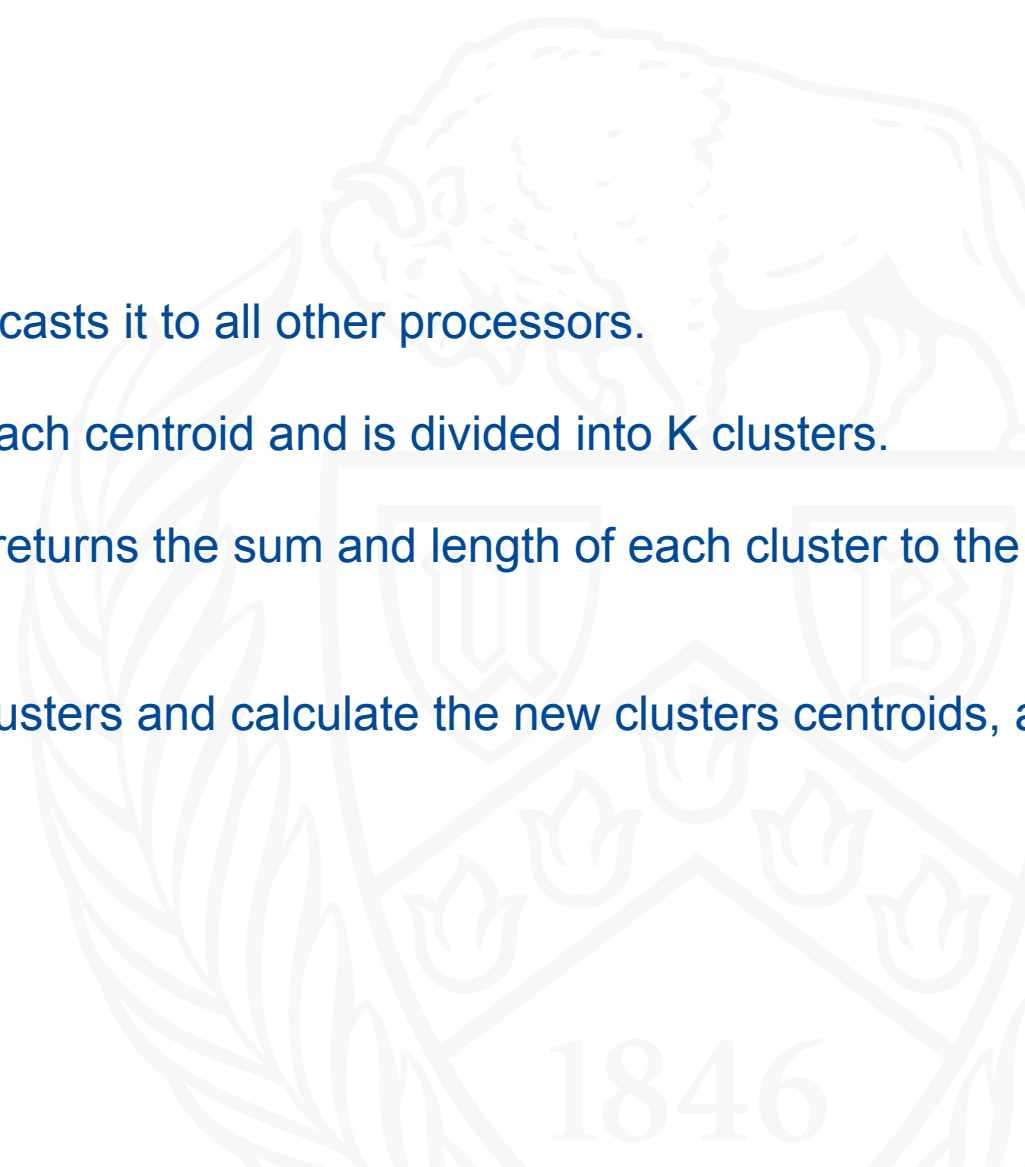 casts it to all other processors.
ach centroid and is divided into K clusters.
returns the sum and length of each cluster to the
usters and calculate the new clusters centroids, a
U B
1846